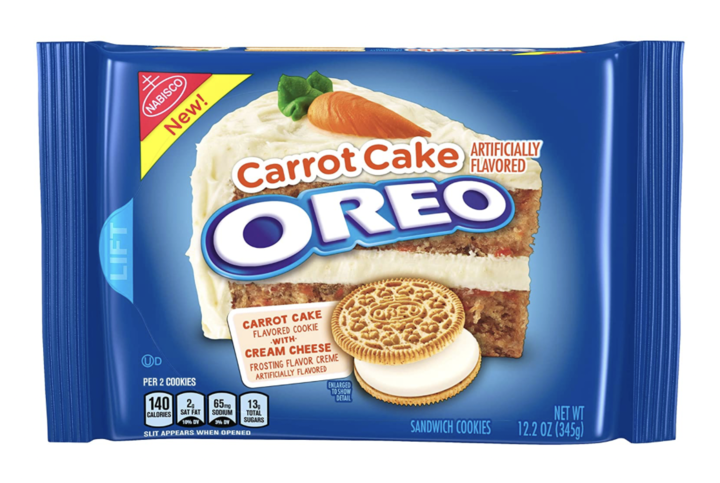 NABISCO
New!
Carrot Cake
ARTIFICIALLY
FLAVORED
OREO
LIFT
CARROT CAKE
FLAVORED COOKIE
-WITH-
CREAM CHEESE
FROSTING FLAVOR CREME
ARTIFICIALLY FLAVORED
OREO
ENLARGED
TO SHOW
DETAIL
UD
PER 2 COOKIES
140
CALORIES
2g
SAT FAT
10% DV
65mg
SODIUM
3% DV
13g
TOTAL
SUGARS
SLIT APPEARS WHEN OPENED
SANDWICH COOKIES
NET WT
12.2 OZ (345g)